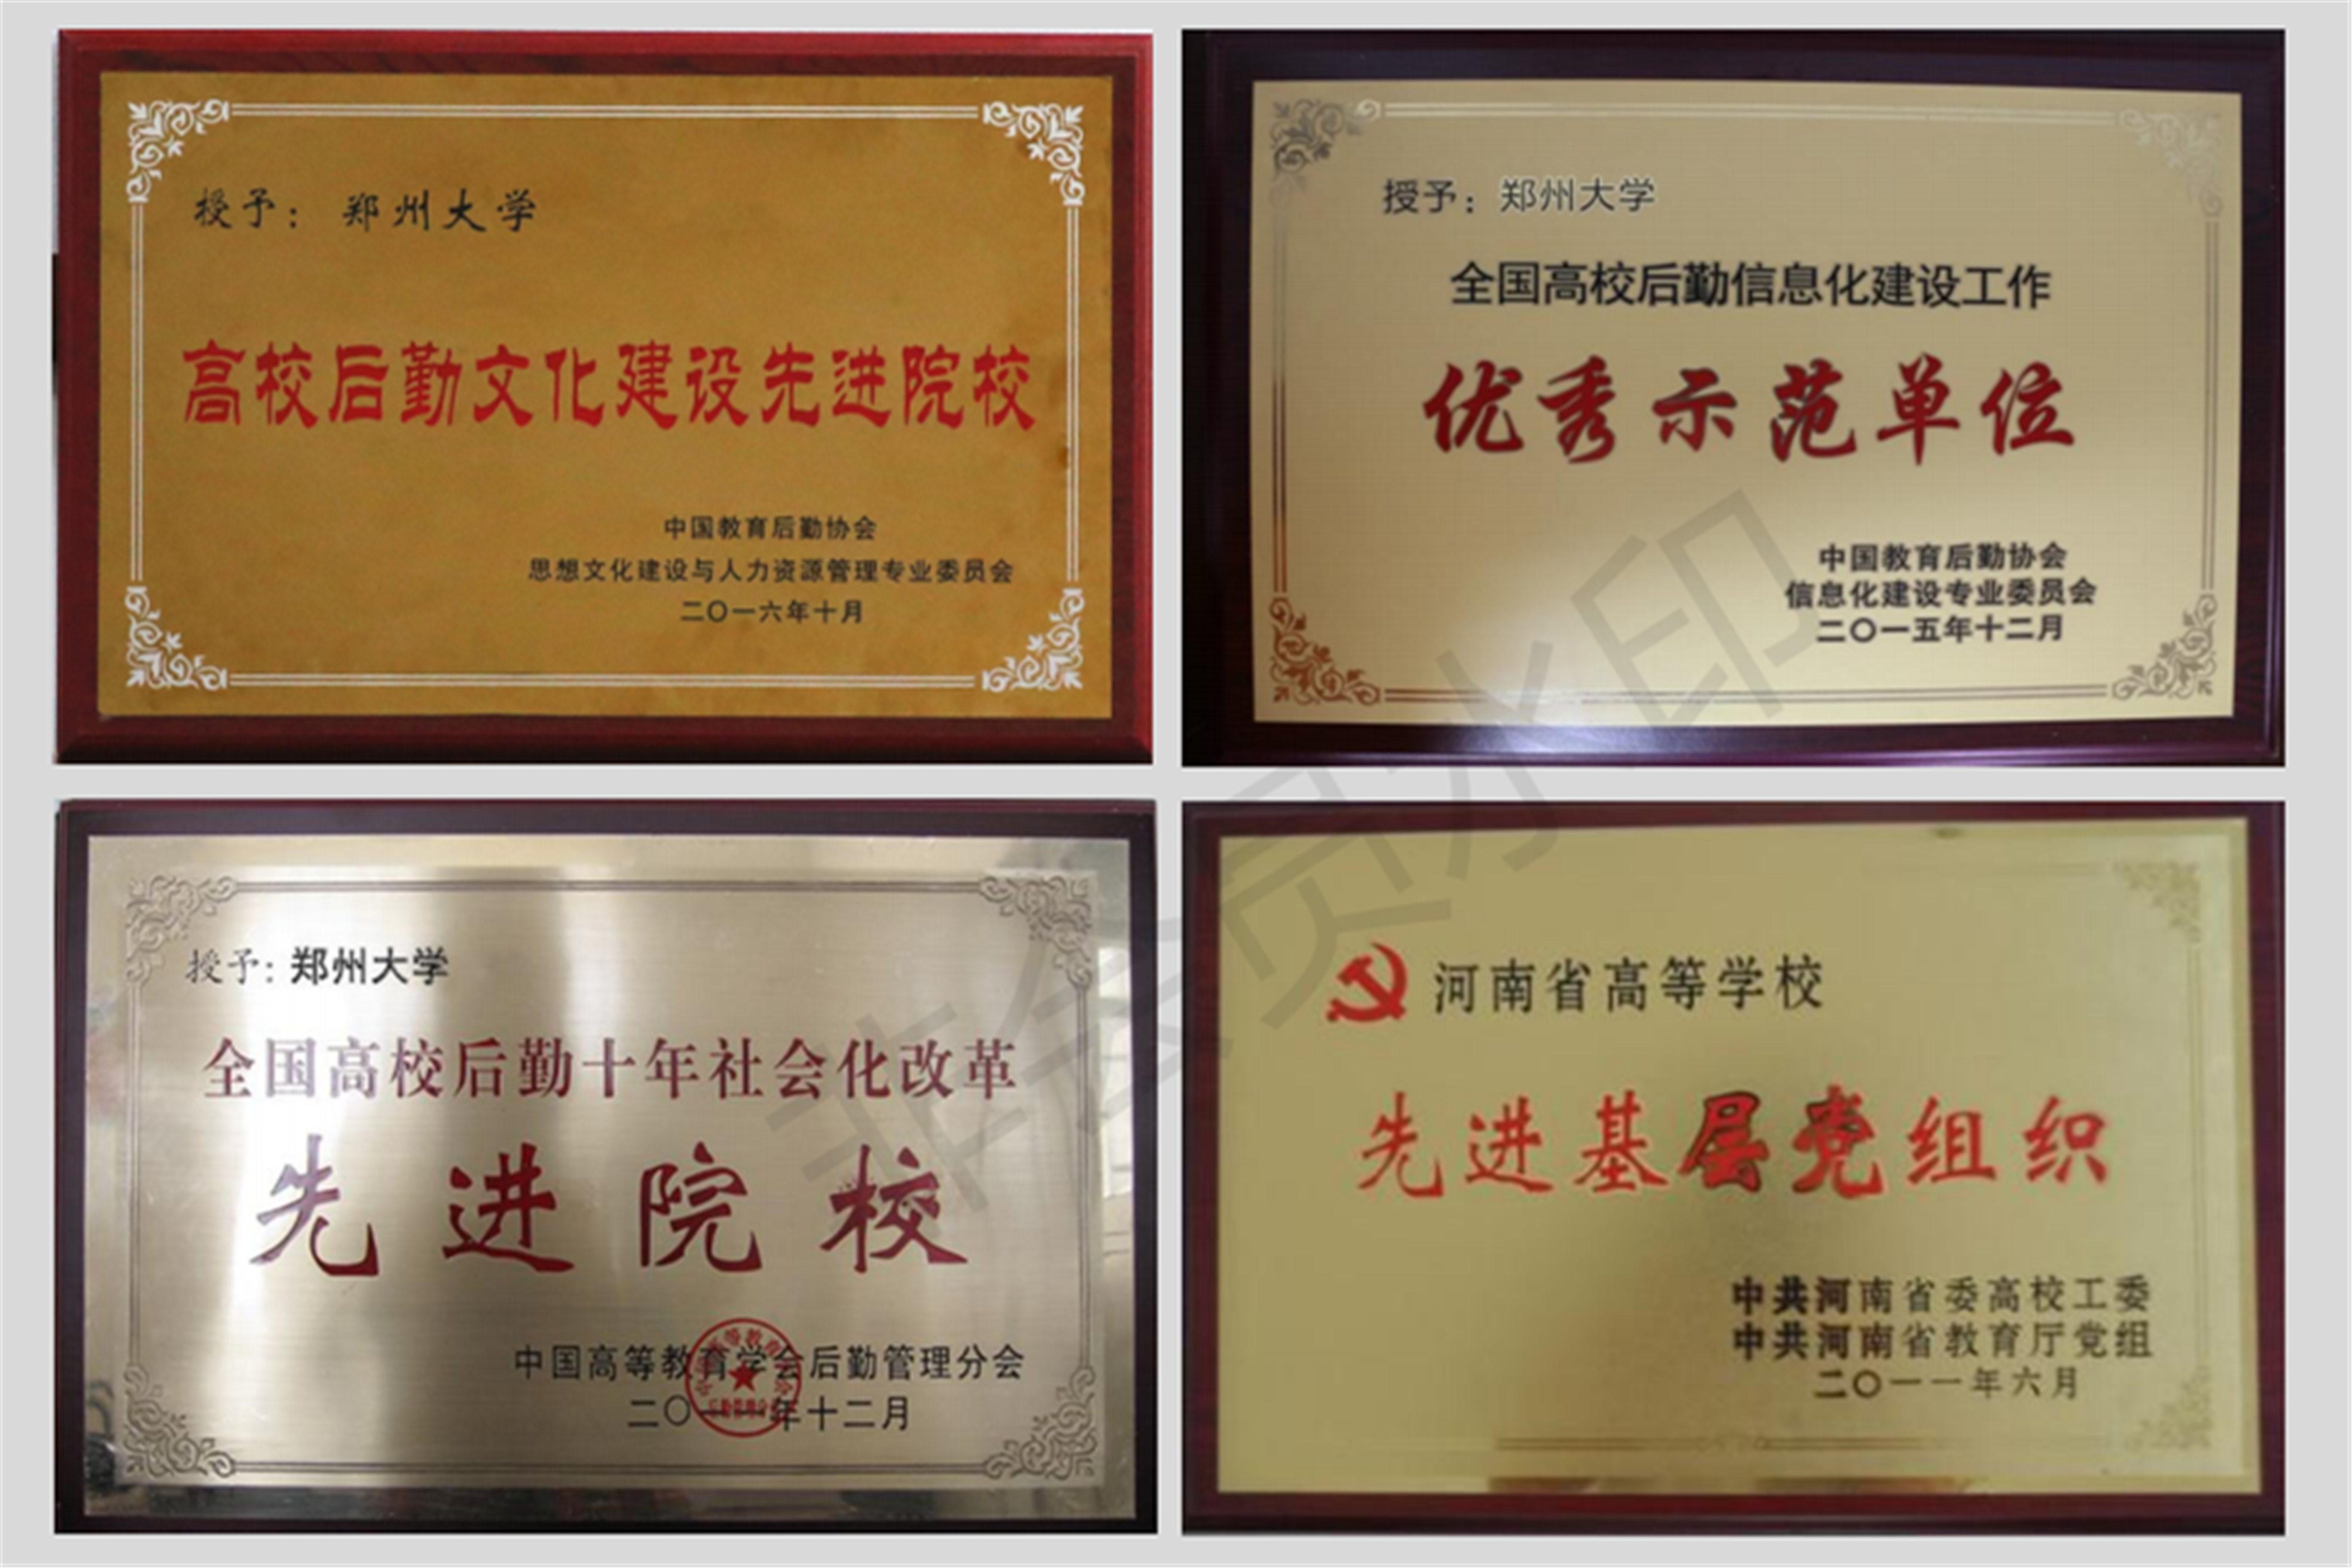 授予：郑州大学
高校后勤文化建设先进院校
中国教育后勤协会
思想文化建设与人力资源管理专业委员会
二〇一六年十月
授予：郑州大学
全国高校后勤信息化建设工作
优秀示范单位
中国教育后勤协会
信息化建设专业委员会
二〇一五年十二月
授予：郑州大学
全国高校后勤十年社会化改革
先进院校
中国高等教育学会后勤管理分会
二〇 年十二月
河南省高等学校
先进基层党组织
中共河南省委高校工委
中共河南省教育厅党组
二〇一一年六月
非会员水印